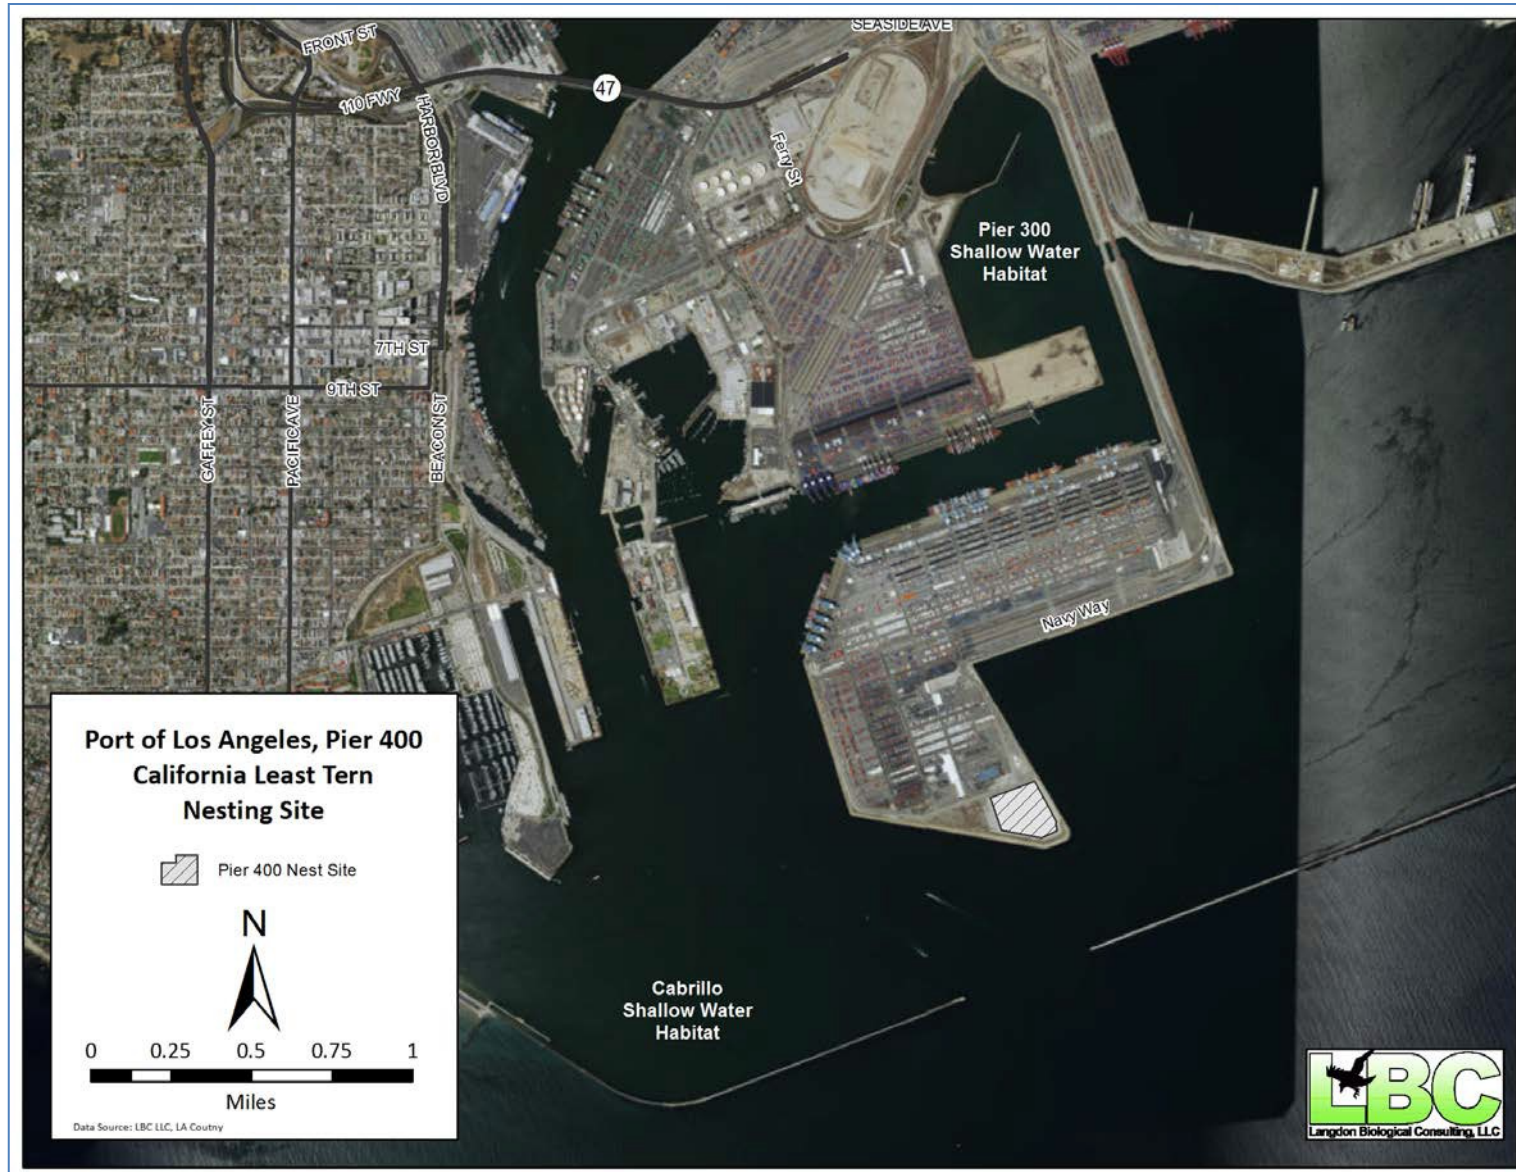 SEASIDE AVE
FRONT ST
47
110 FWY
HARBOR BLVD
Ferry St
Pier 300
Shallow Water
Habitat
7TH ST
9TH ST
GAFFEY ST
PACIFIC AVE
BEACON ST
Navy Way
Port of Los Angeles, Pier 400
California Least Tern
Nesting Site
Pier 400 Nest Site
N
0 0.25 0.5 0.75 1
Miles
Data Source: LBC LLC, LA Coutny
Cabrillo
Shallow Water
Habitat
LBC
Langdon Biological Consulting, LLC